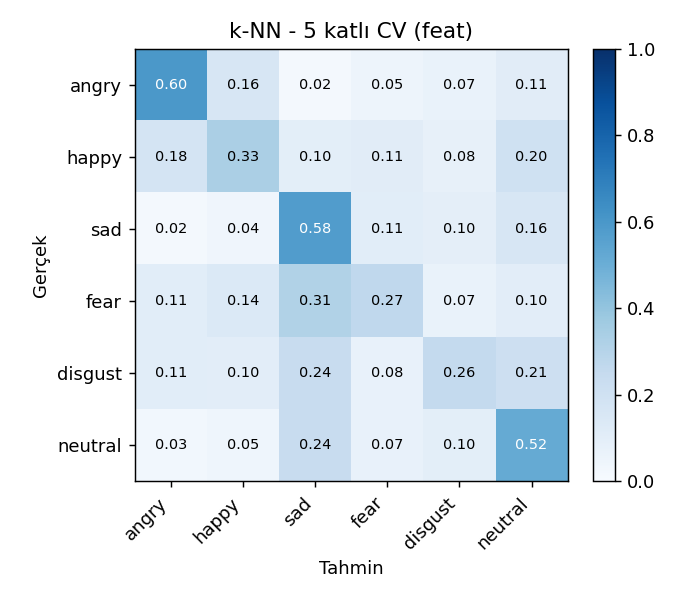 k-NN - 5 katlı CV (feat)
Gerçek
angry 0.60 0.16 0.02 0.05 0.07 0.11
happy 0.18 0.33 0.10 0.11 0.08 0.20
sad 0.02 0.04 0.58 0.11 0.10 0.16
fear 0.11 0.14 0.31 0.27 0.07 0.10
disgust 0.11 0.10 0.24 0.08 0.26 0.21
neutral 0.03 0.05 0.24 0.07 0.10 0.52
angry happy sad fear disgust neutral
Tahmin
1.0
0.8
0.6
0.4
0.2
0.0